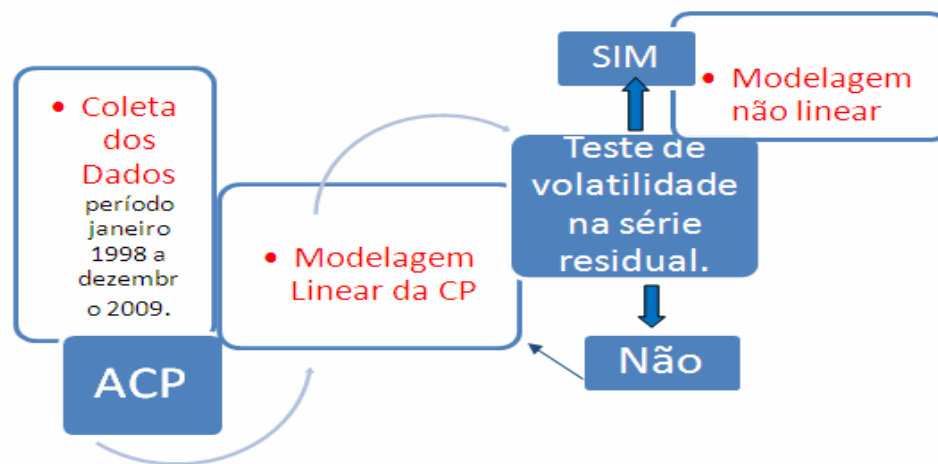 • Coleta
dos
Dados
período
janeiro
1998 a
dezembr
o 2009.
ACP
• Modelagem
Linear da CP
Teste de
volatilidade
na série
residual.
SIM
• Modelagem
não linear
Não